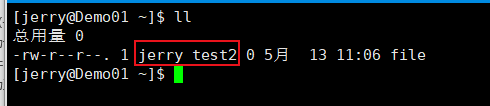 [jerry@Demo01 ~]$ ll
总用量 0
-rw-r--r--. 1 jerry test2 0 5月  13 11:06 file
[jerry@Demo01 ~]$